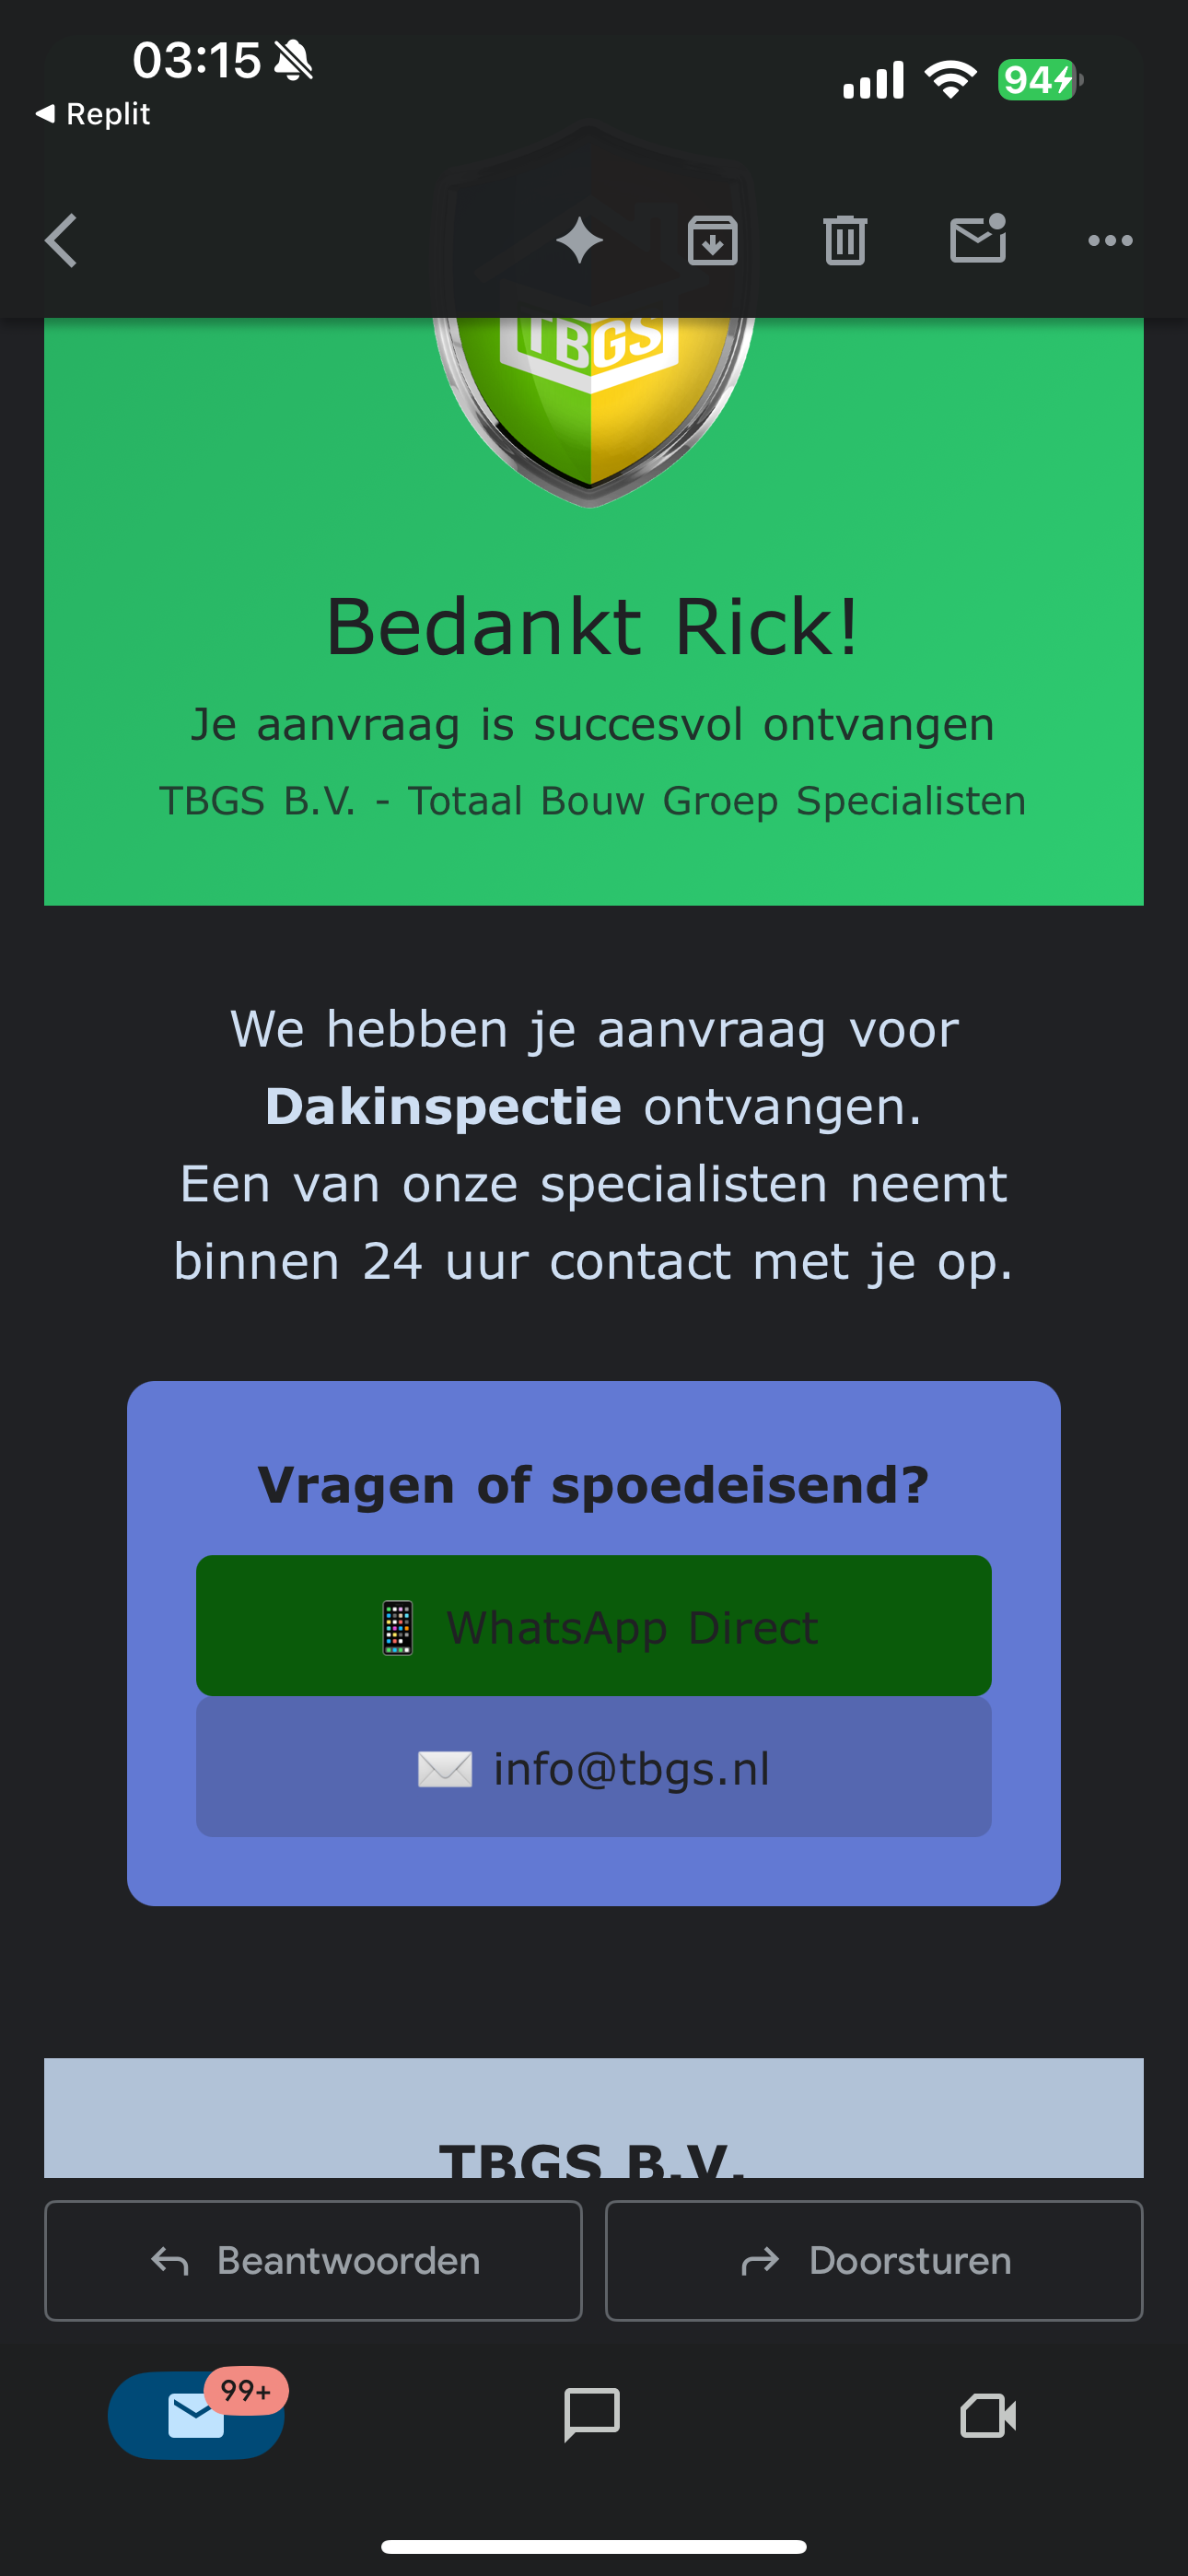 03:15
Replit
94
TBGS
Bedankt Rick!
Je aanvraag is succesvol ontvangen
TBGS B.V. - Totaal Bouw Groep Specialisten
We hebben je aanvraag voor
Dakinspectie ontvangen.
Een van onze specialisten neemt
binnen 24 uur contact met je op.
Vragen of spoedeisend?
WhatsApp Direct
info@tbgs.nl
TBGS B.V.
Beantwoorden
Doorsturen
99+